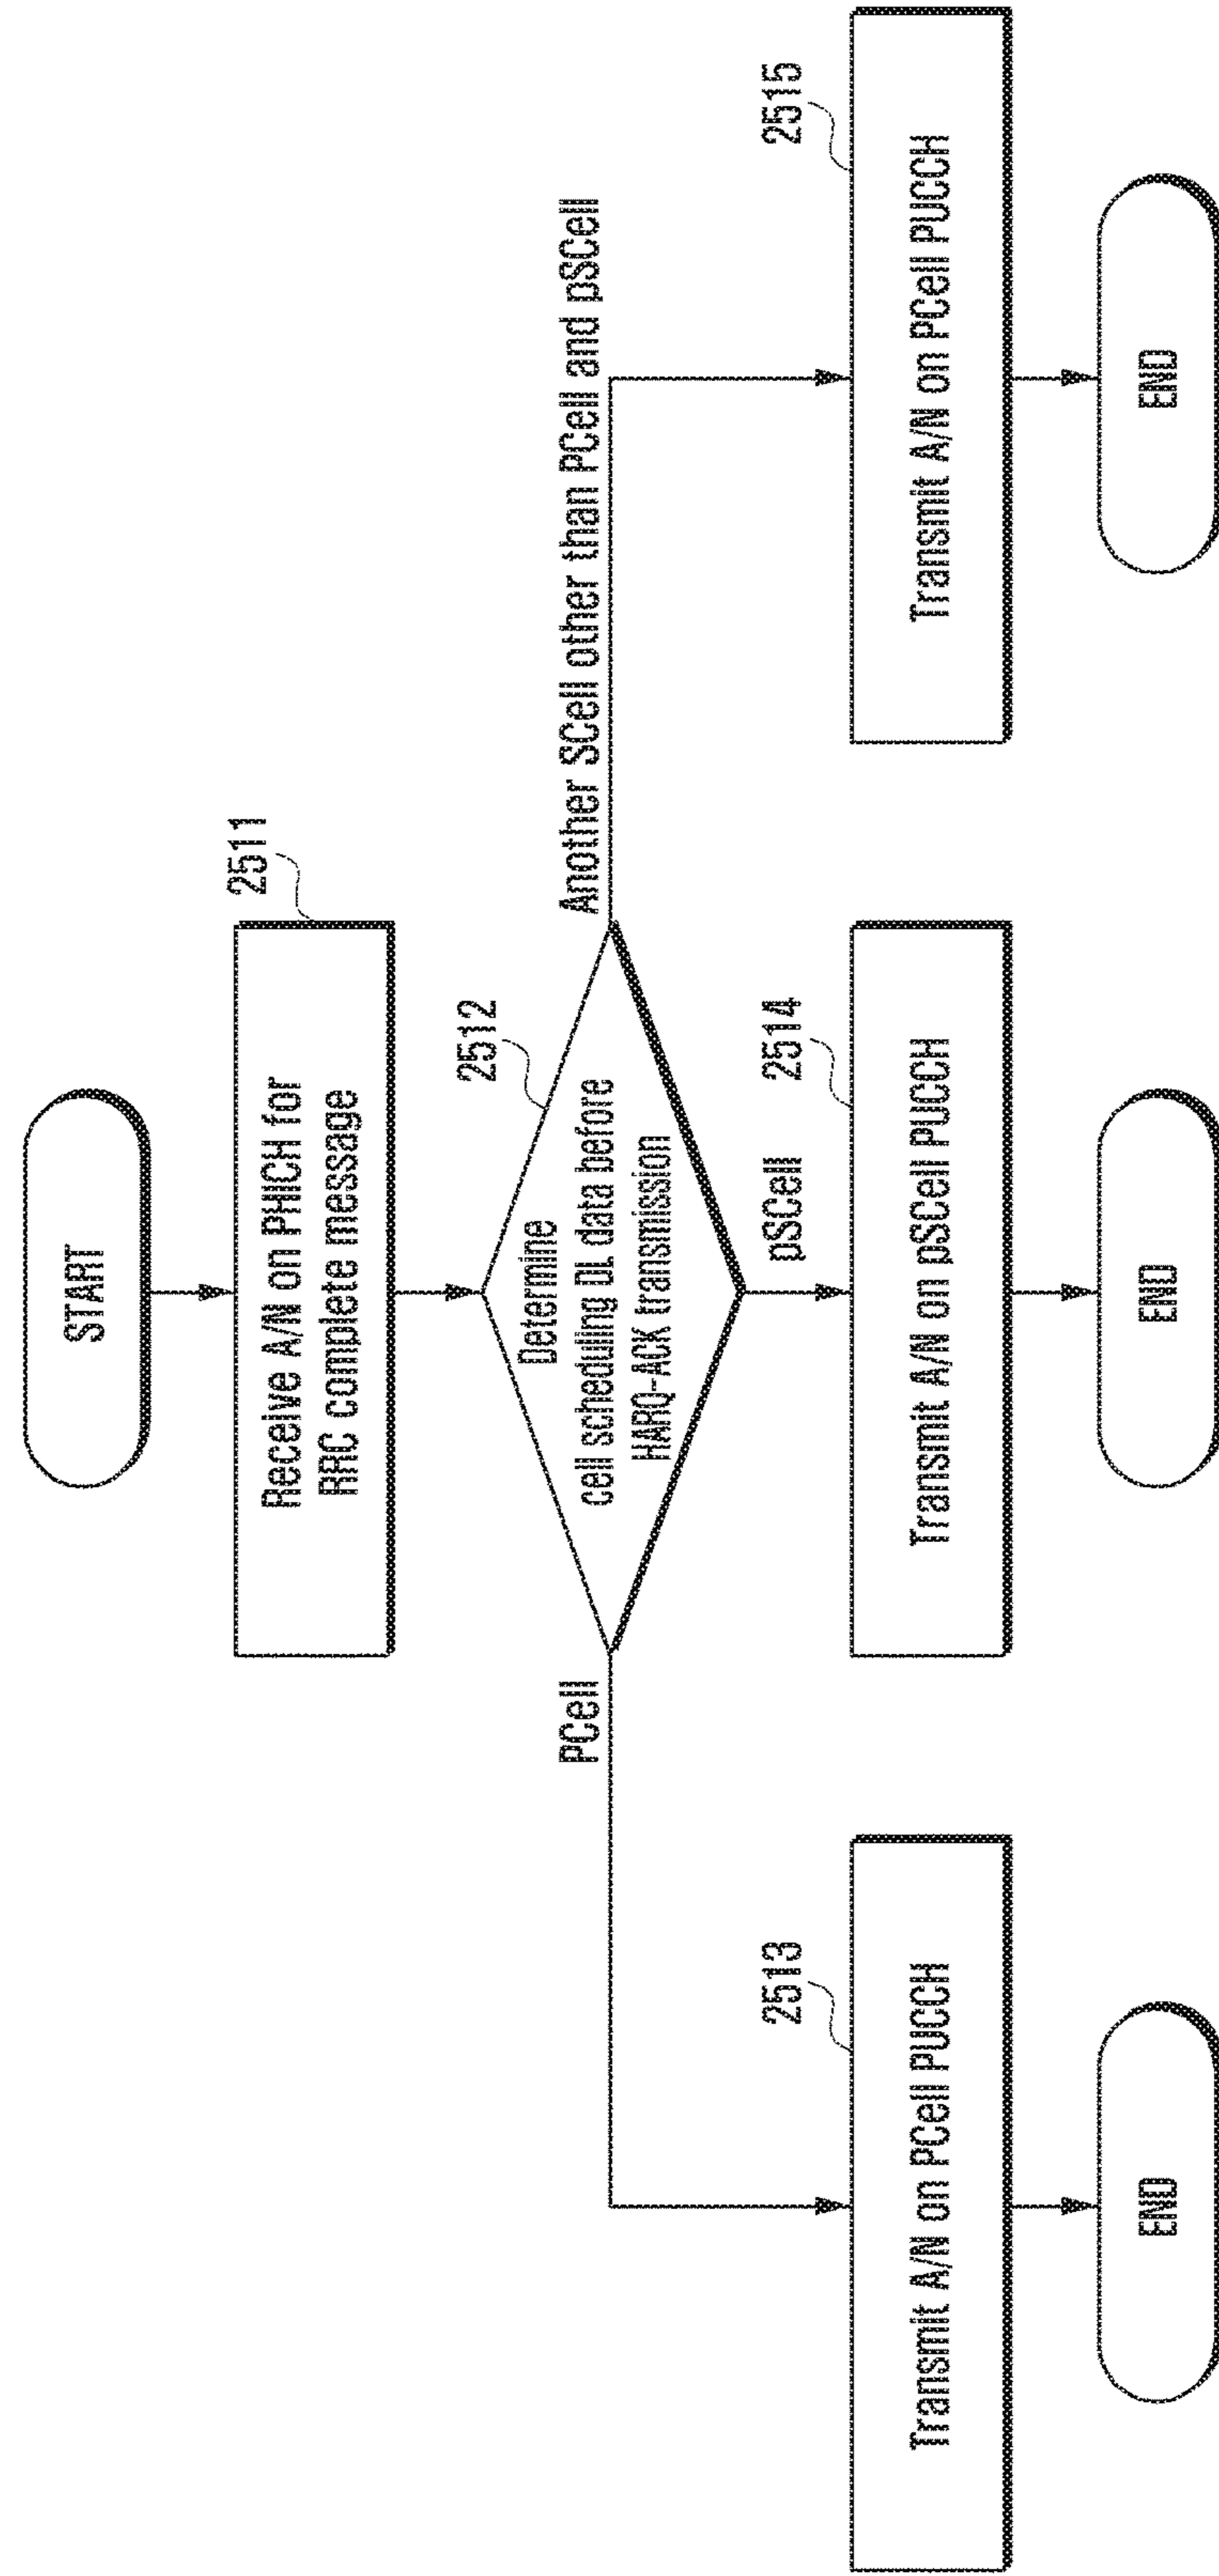 START
2511
Receive A/N on PHICH for
RRC complete message
2512
Determine
cell scheduling DL data before
HARQ-ACK transmission
PCell
Another SCell other than PCell and pSCell
pSCell
2513
Transmit A/N on PCell PUCCH
2514
Transmit A/N on pSCell PUCCH
2515
Transmit A/N on PCell PUCCH
END
END
END